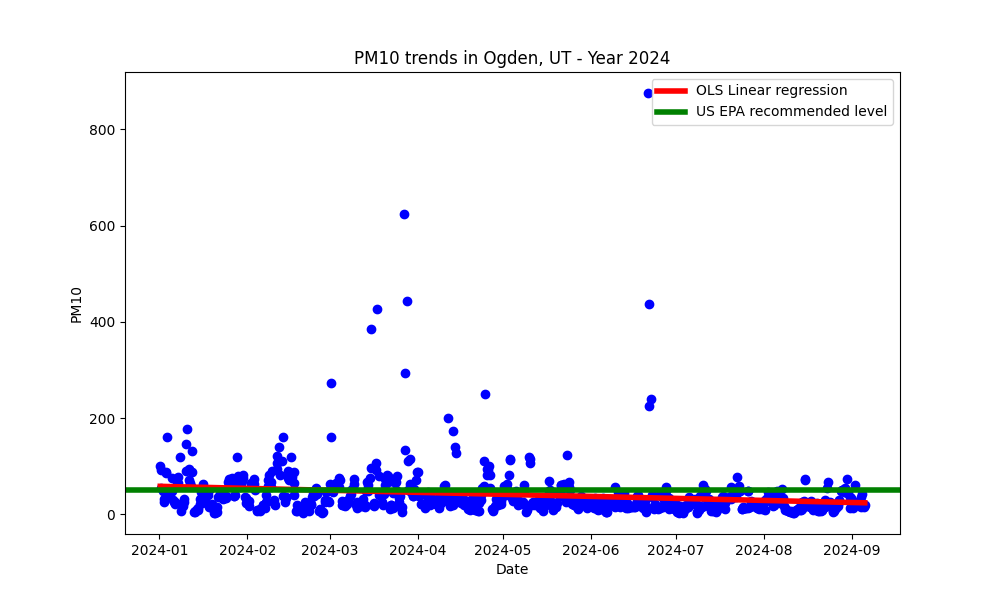 PM10 trends in Ogden, UT - Year 2024
OLS Linear regression
US EPA recommended level
PM10
800
600
400
200
0
2024-01 2024-02 2024-03 2024-04 2024-05 2024-06 2024-07 2024-08 2024-09
Date